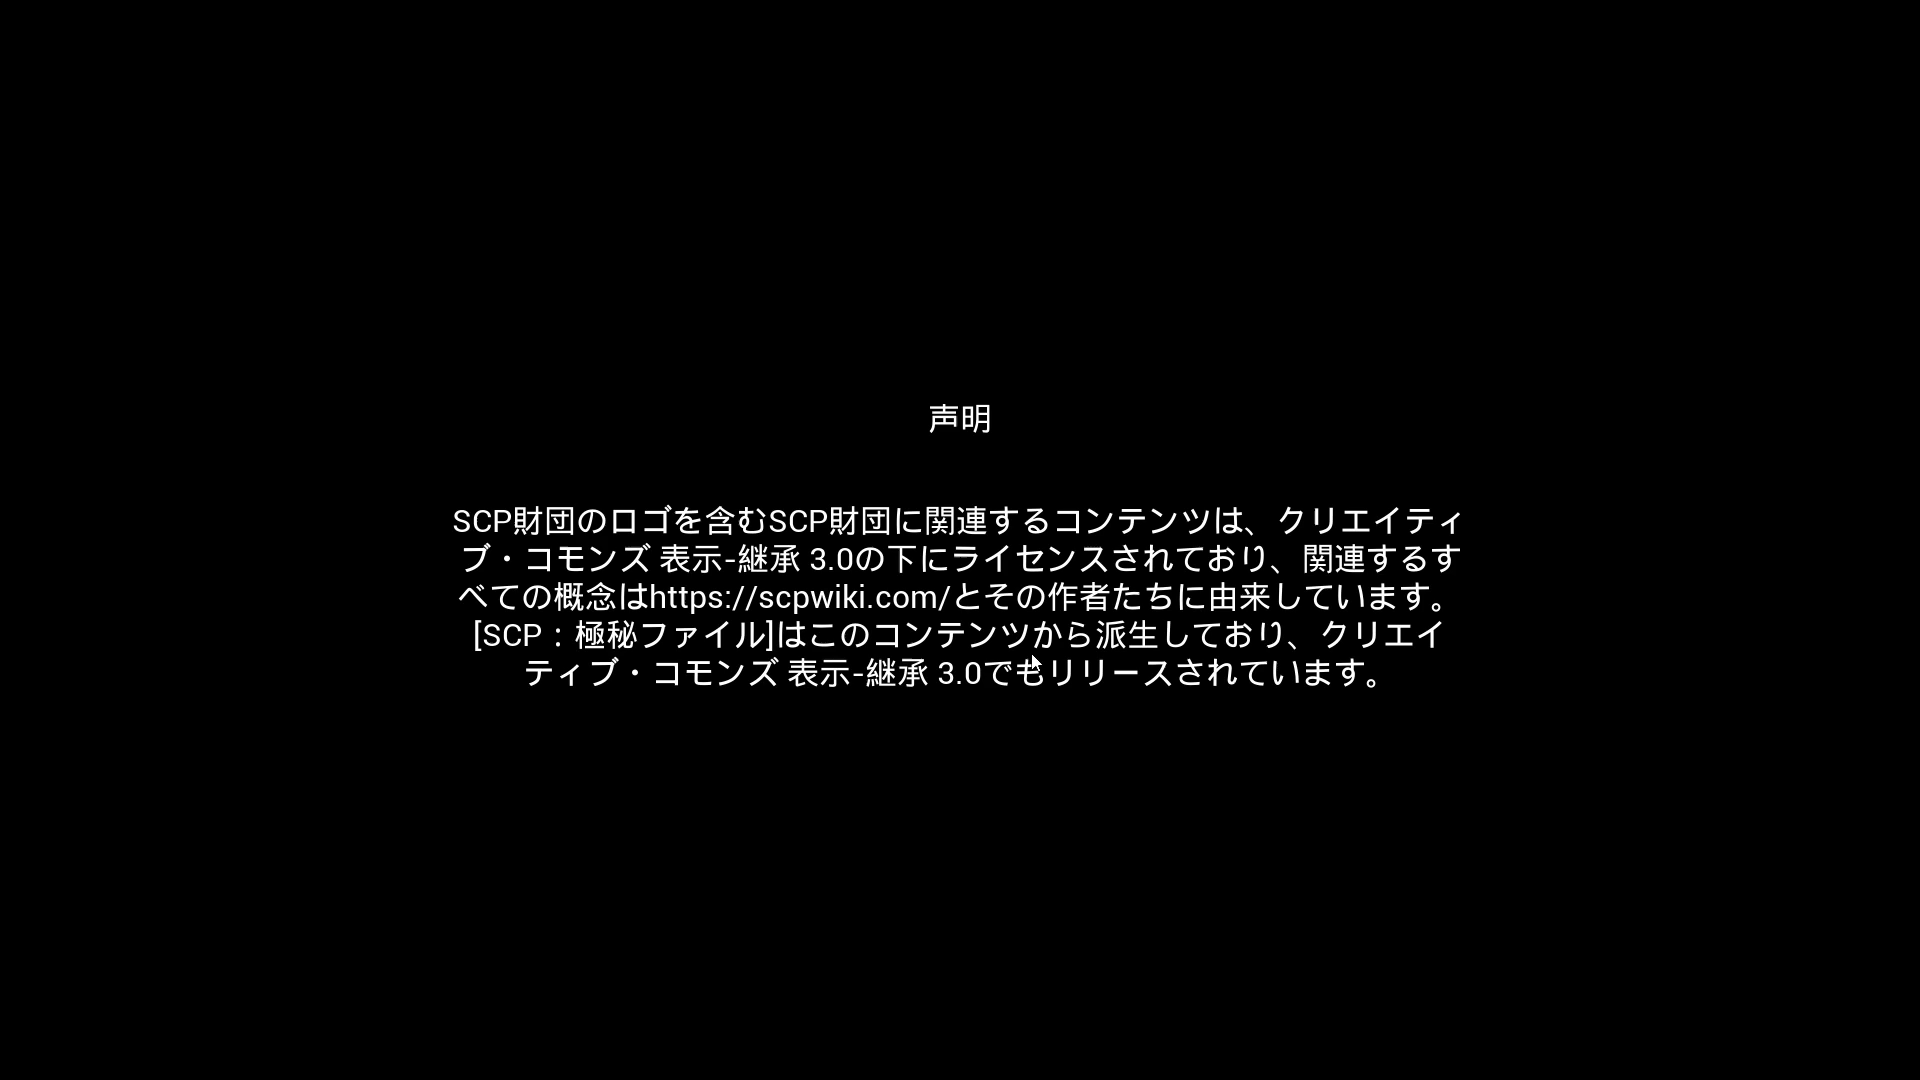 声明
SCP財団のロゴを含むSCP財団に関連するコンテンツは、クリエイティ
ブ・コモンズ 表示-継承 3.0の下にライセンスされており、関連するす
べての概念はhttps://scpwiki.com/とその作者たちに由来しています。
[SCP：極秘ファイル]はこのコンテンツから派生しており、クリエイ
ティブ・コモンズ 表示-継承 3.0でもリリースされています。